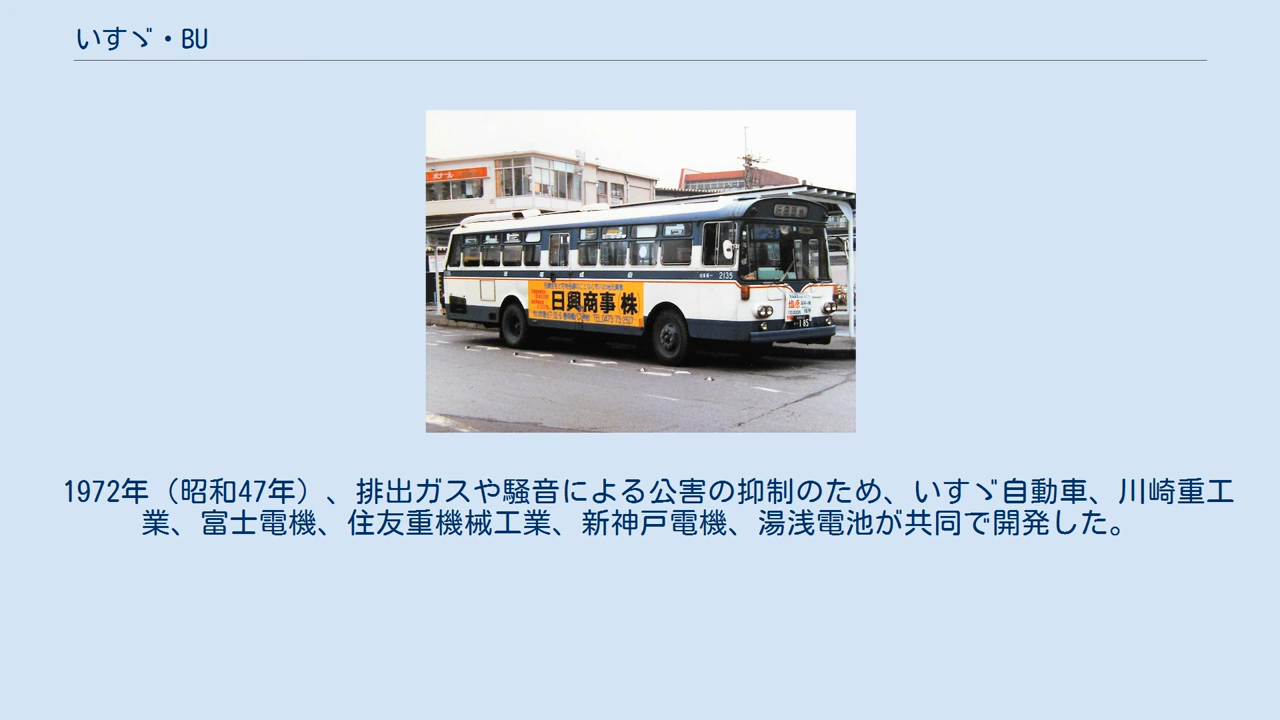 いすゞ・BU
2135
日興商事 株
185
1972年（昭和47年）、排出ガスや騒音による公害の抑制のため、いすゞ自動車、川崎重工
業、富士電機、住友重機械工業、新神戸電機、湯浅電池が共同で開発した。